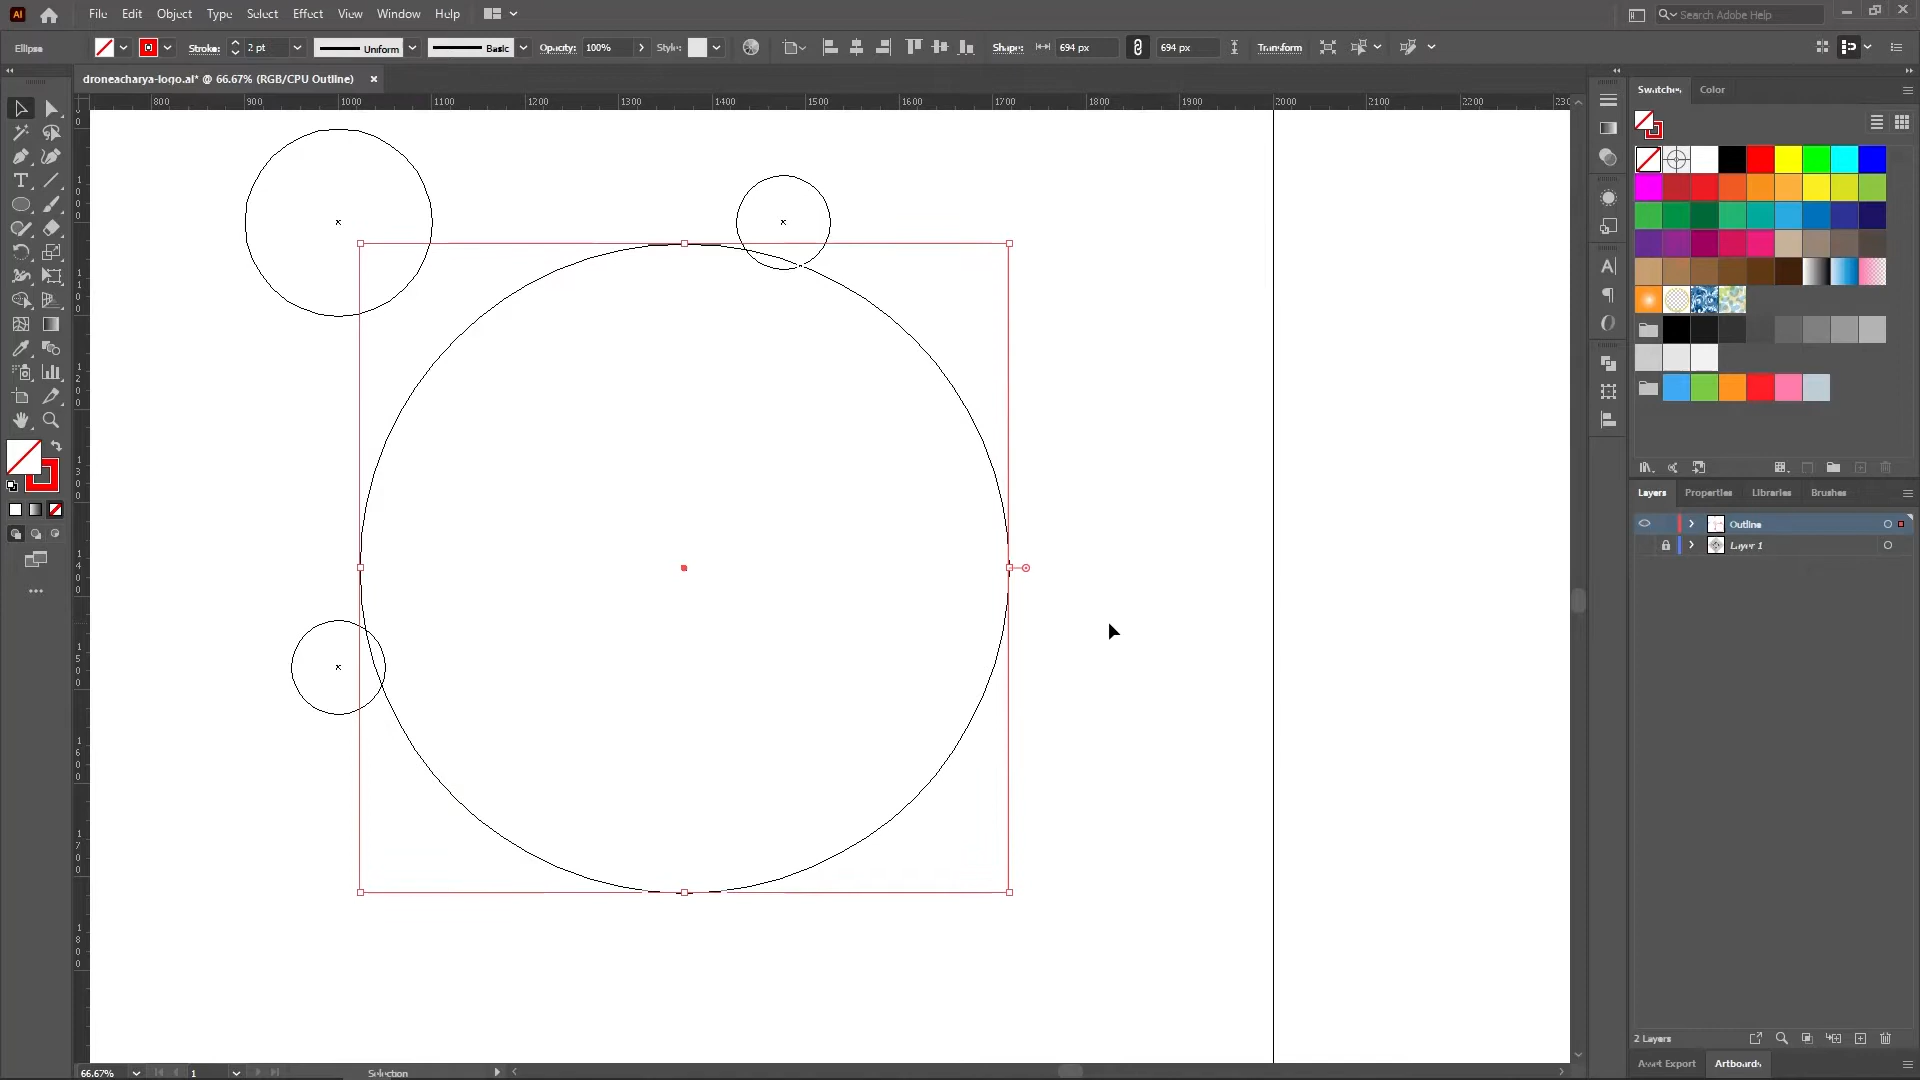 Ai File Edit Object Type Select Effect View Window Help Search Adobe Help
Ellipse Stroke: 2 pt Uniform Basic Opacity: 100% Style: Shape: 694 px 694 px Transform
droneacharya-logo.ai* @ 66.67% (RGB/CPU Outline) ×
800 900 1000 1100 1200 1300 1400 1500 1600 1700 1800 1900 2000 2100 2200
Swatches Color
Layers Properties Libraries Brushes
Outline
Layer 1
2 Layers
Asset Export Artboards
66.67% 1 Selection